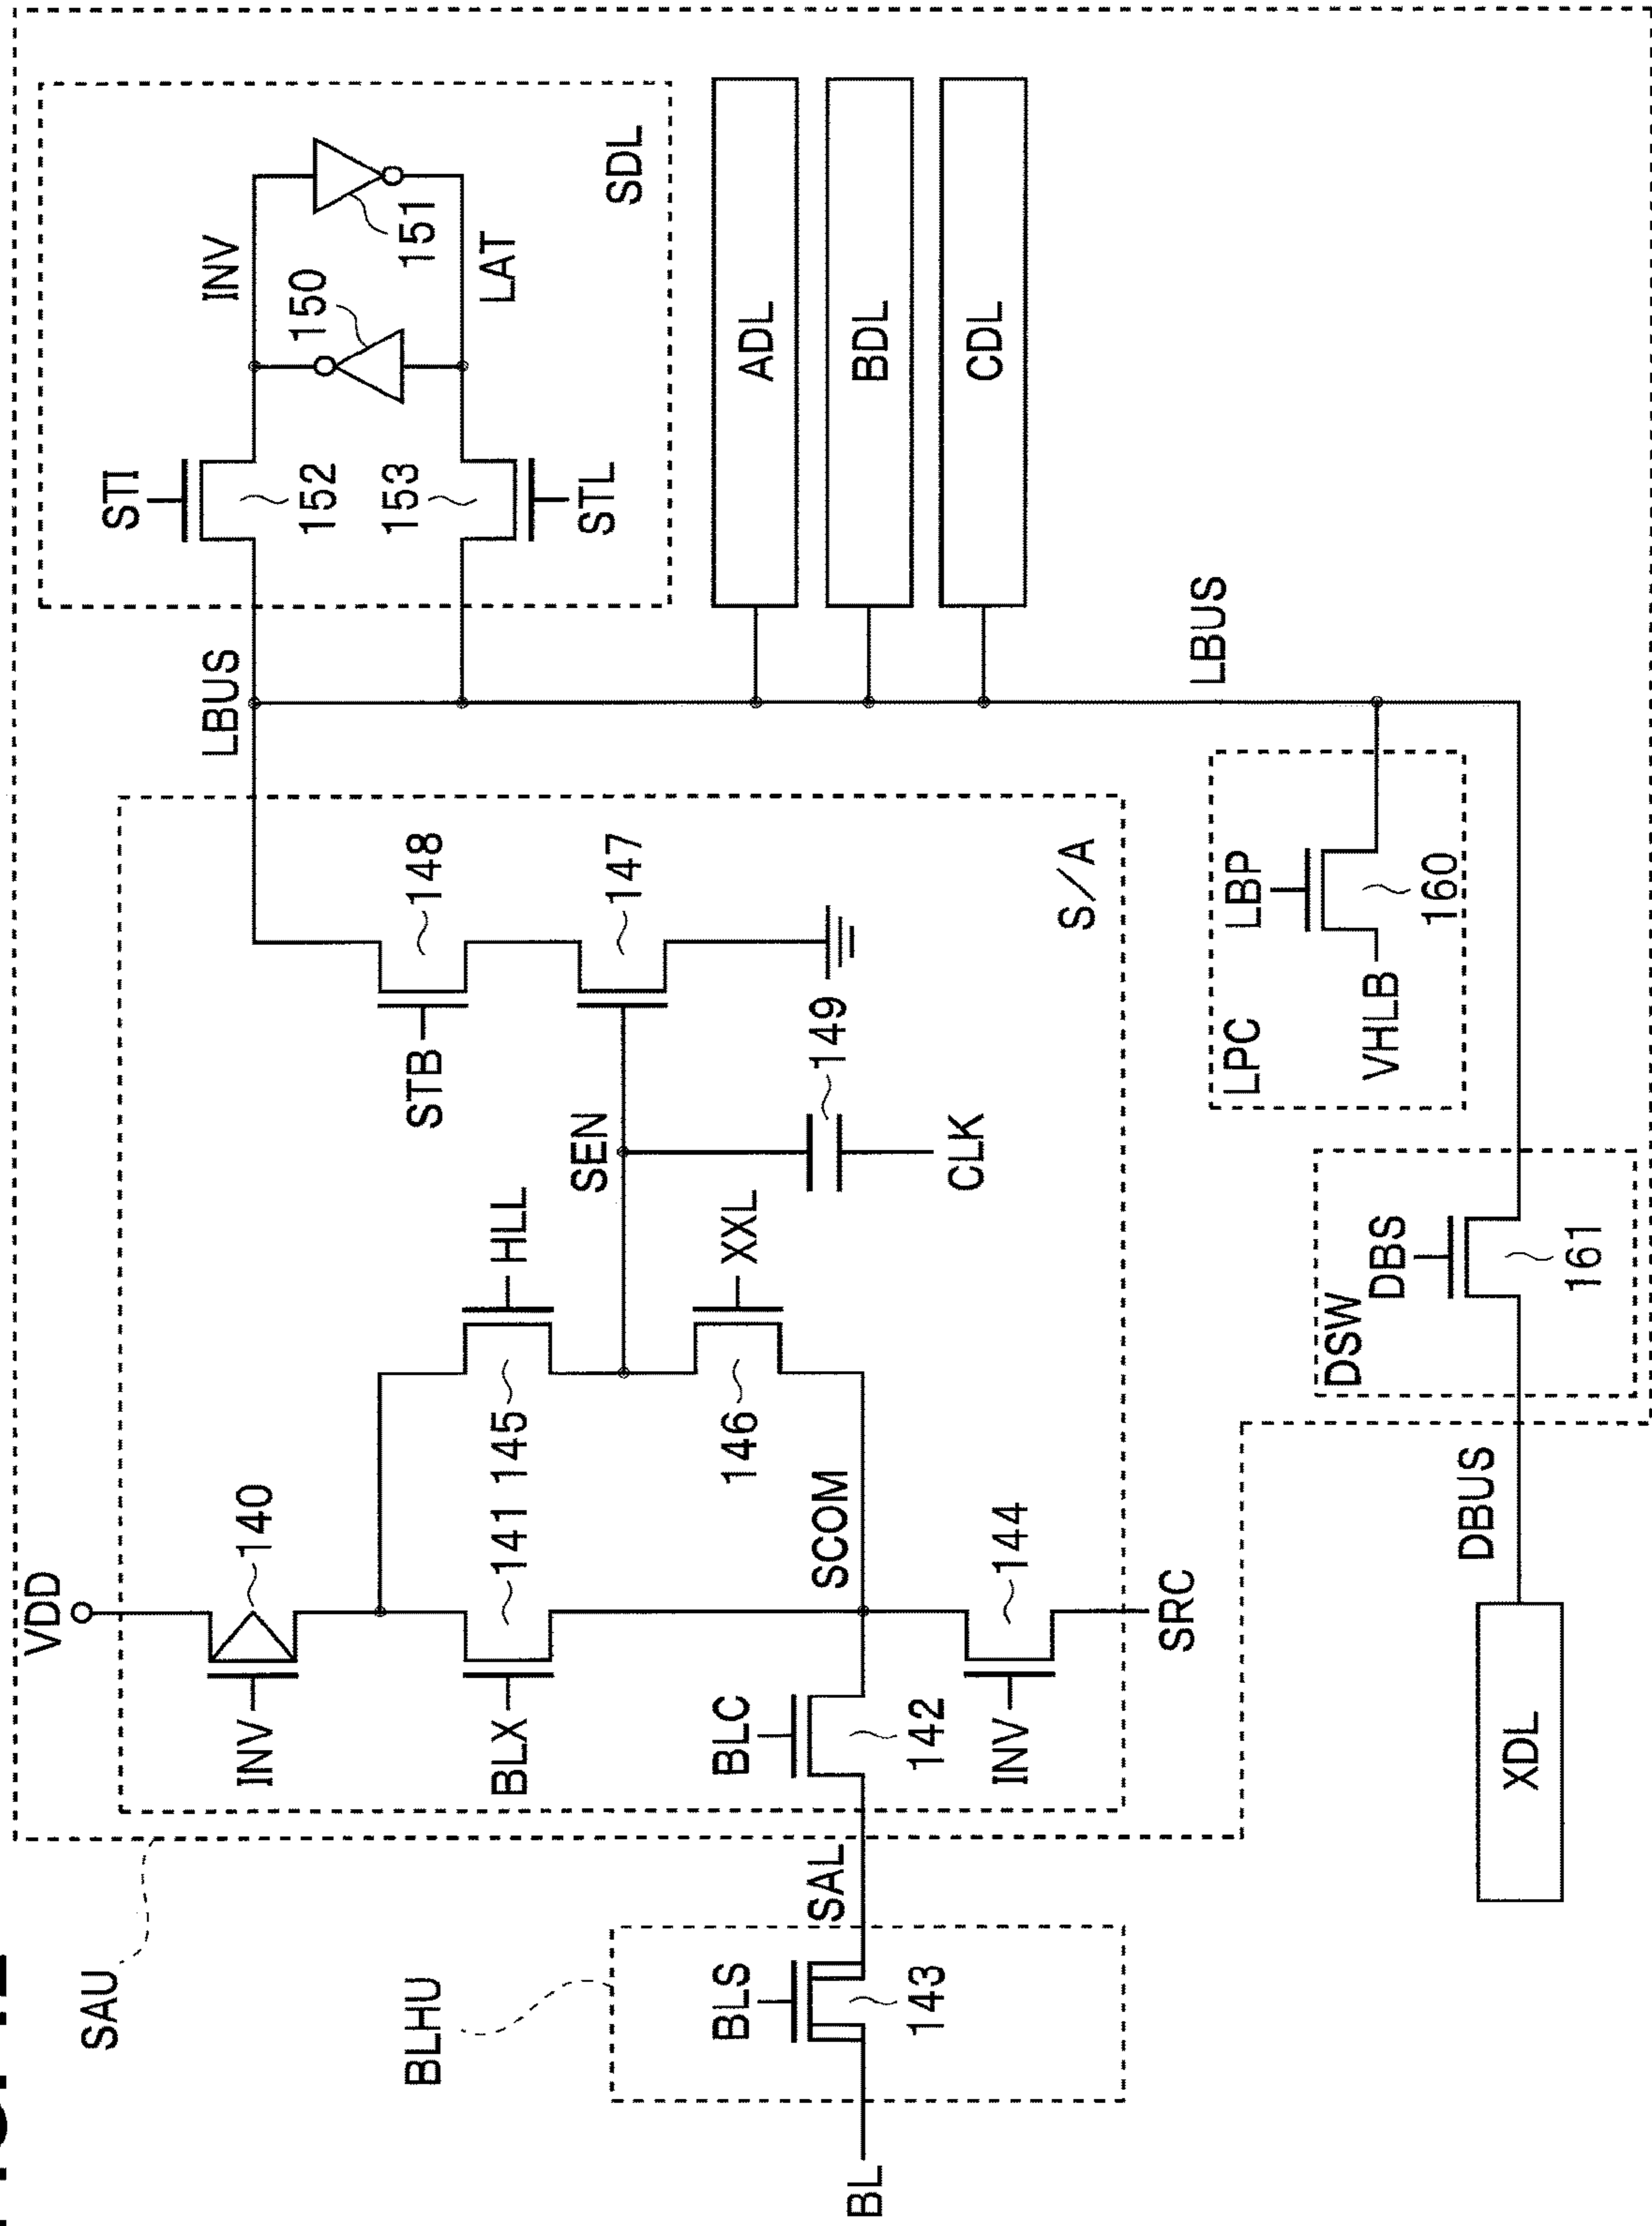 VDD
SAU
STI
INV
LBUS
140
INV
150
152
153
151
BLHU
STB
148
LAT
BLX
141
145
HLL
SEN
STL
147
SDL
BLS
BLC
146
XXL
ADL
SAL
SCOM
149
BL
BDL
143
142
CLK
CDL
INV
144
S/A
SRC
LBUS
LPC
LBP
DSW
VHLB
DBS
160
DBUS
XDL
161